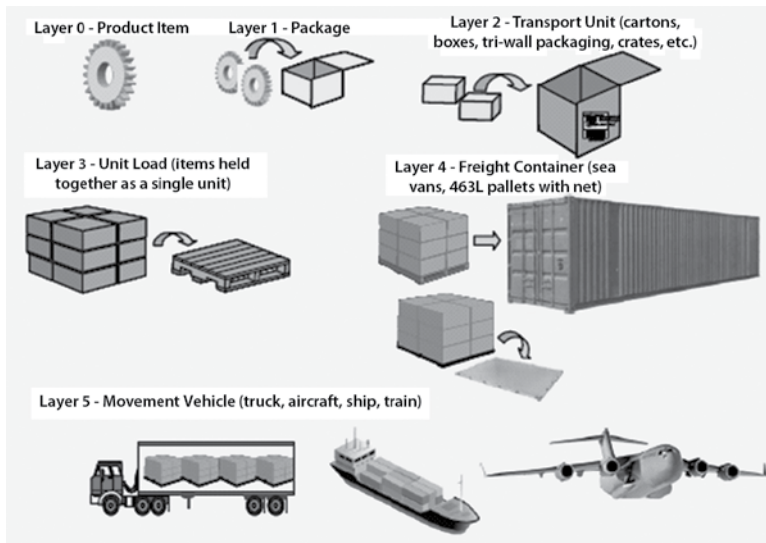 Layer 0 - Product Item
Layer 1 - Package
Layer 2 - Transport Unit (cartons,
boxes, tri-wall packaging, crates, etc.)
Layer 3 - Unit Load (items held
together as a single unit)
Layer 4 - Freight Container (sea
vans, 463L pallets with net)
Layer 5 - Movement Vehicle (truck, aircraft, ship, train)